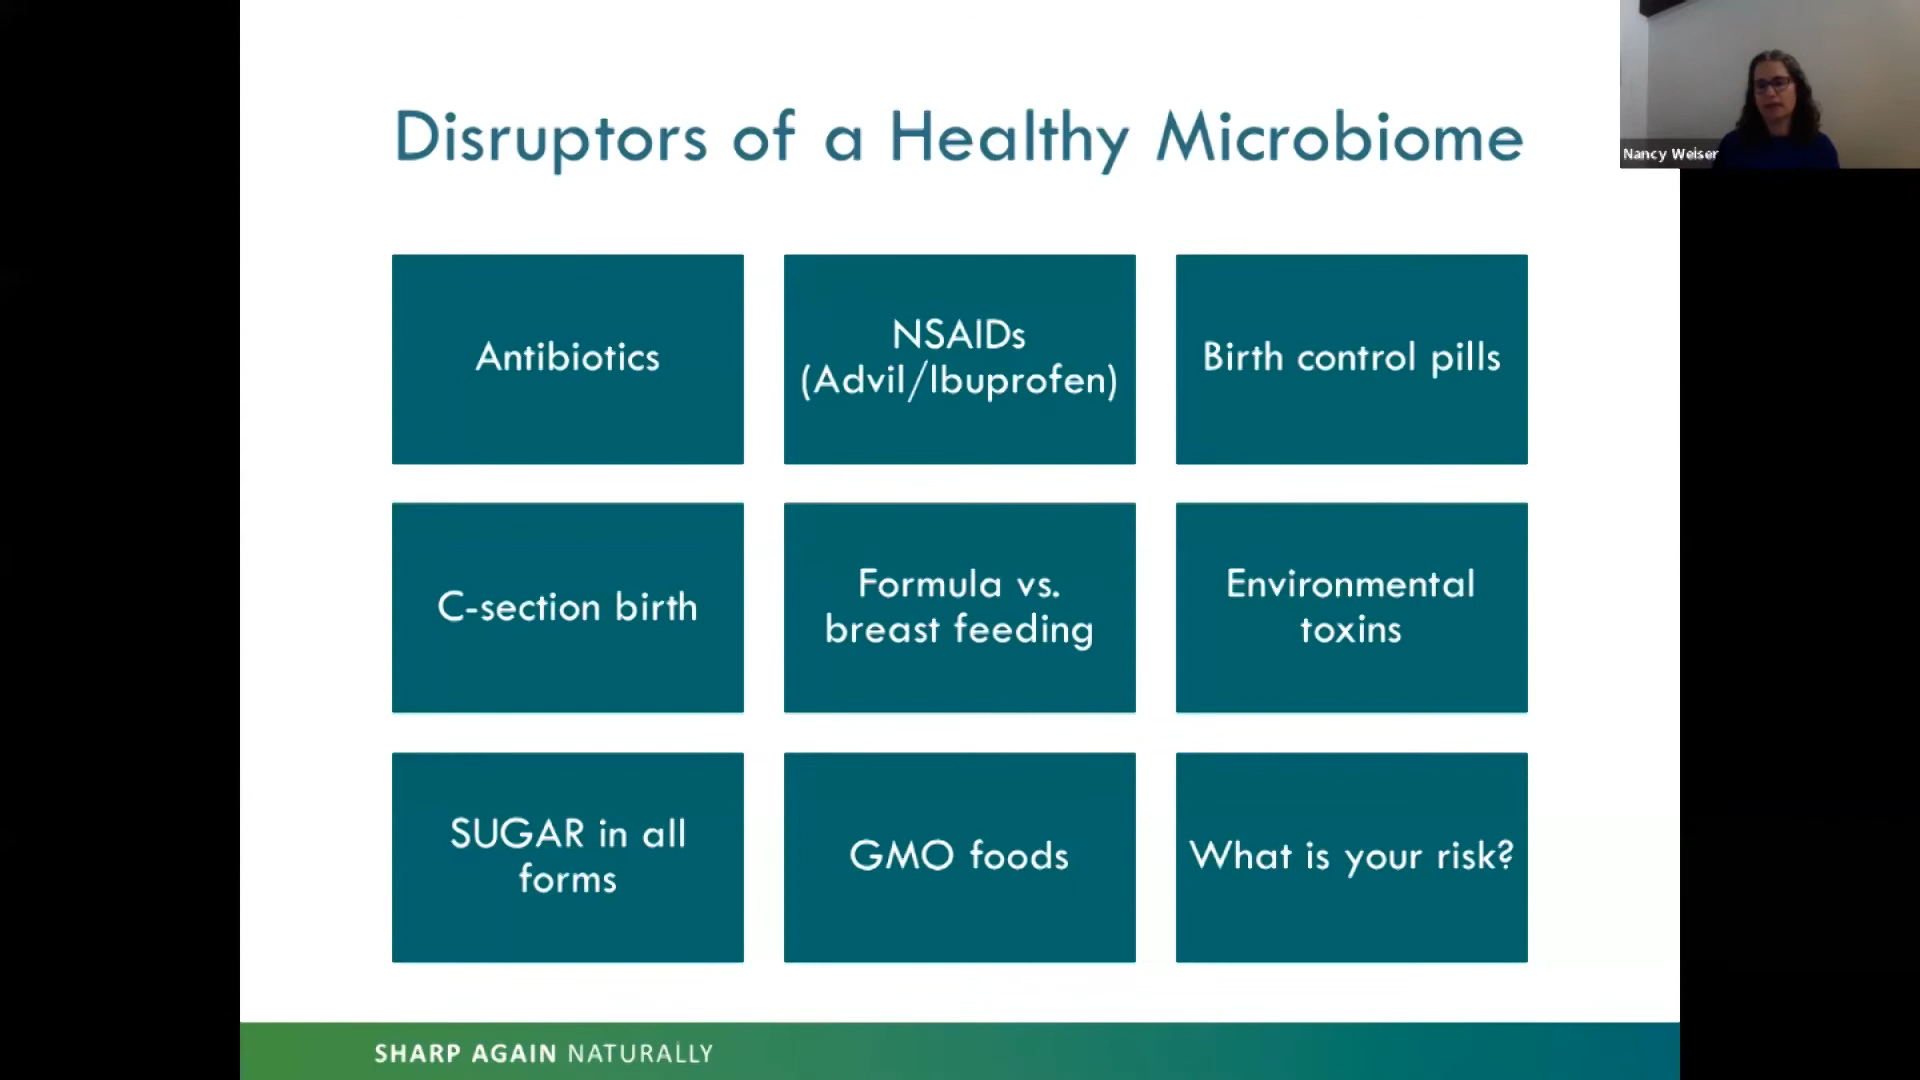 Disruptors of a Healthy Microbiome
Nancy Weiser
Antibiotics
NSAIDs
(Advil/Ibuprofen)
Birth control pills
C-section birth
Formula vs.
breast feeding
Environmental
toxins
SUGAR in all
forms
GMO foods
What is your risk?
SHARP AGAIN NATURALLY